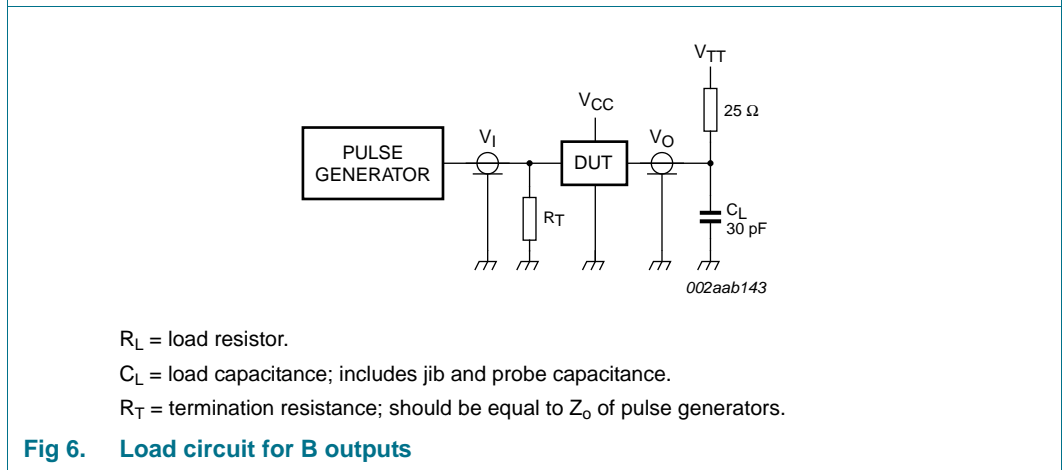 VTT
25 Ω
VCC
VI
VO
PULSE
GENERATOR
DUT
RT
CL
30 pF
002aab143
RL = load resistor.
CL = load capacitance; includes jib and probe capacitance.
RT = termination resistance; should be equal to Zo of pulse generators.
Fig 6. Load circuit for B outputs